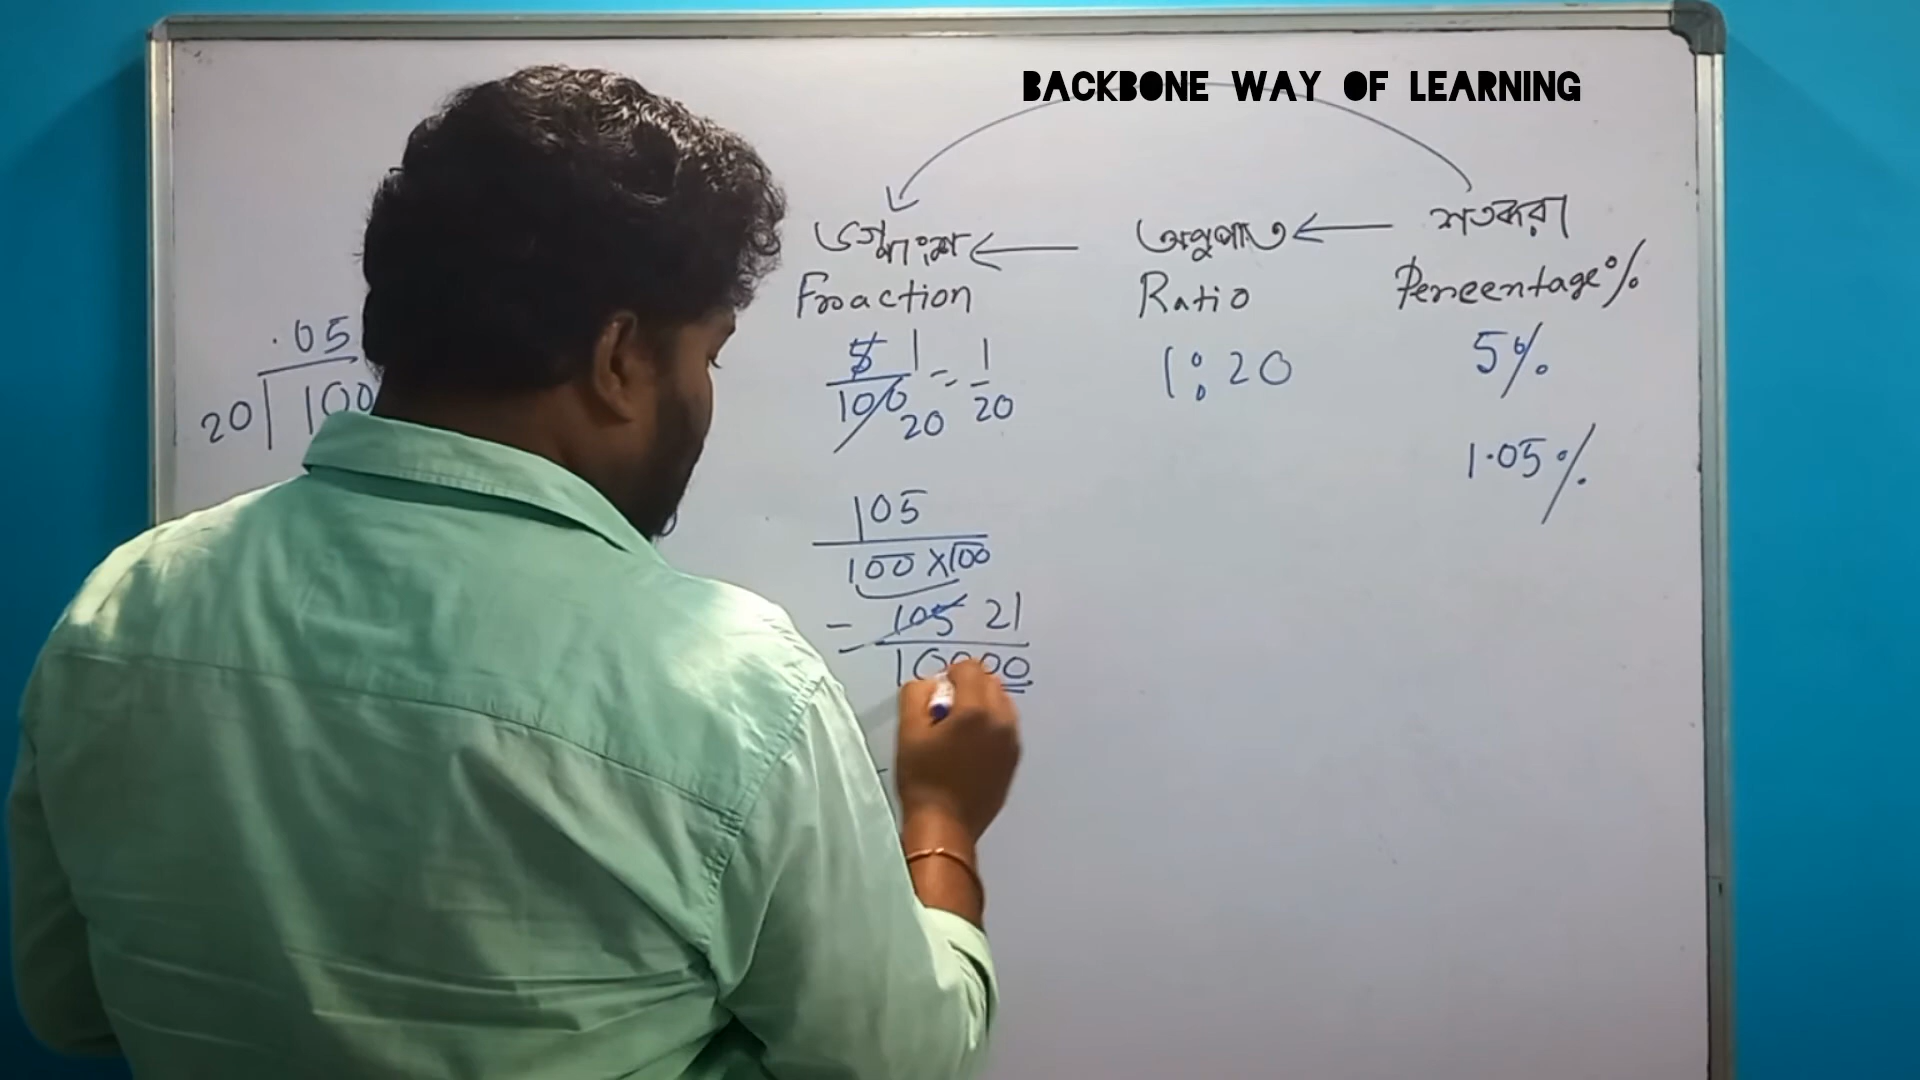 BACKBONE WAY OF LEARNING
ভগ্নাংশ ← অনুপাত ← শতকরা
Fraction Ratio Percentage%
.05
20 100
5 1 = 1
100 20 20
1:20
5%
1.05%
105
100 × 100
= 105 21
10000